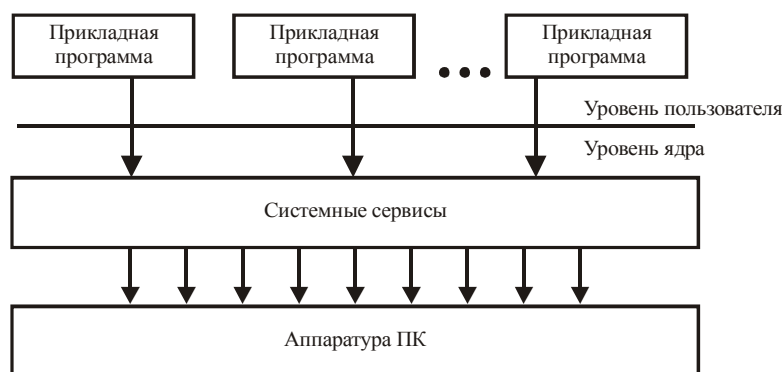 Прикладная
программа
Прикладная
программа
Прикладная
программа
Уровень пользователя
Уровень ядра
Системные сервисы
Аппаратура ПК